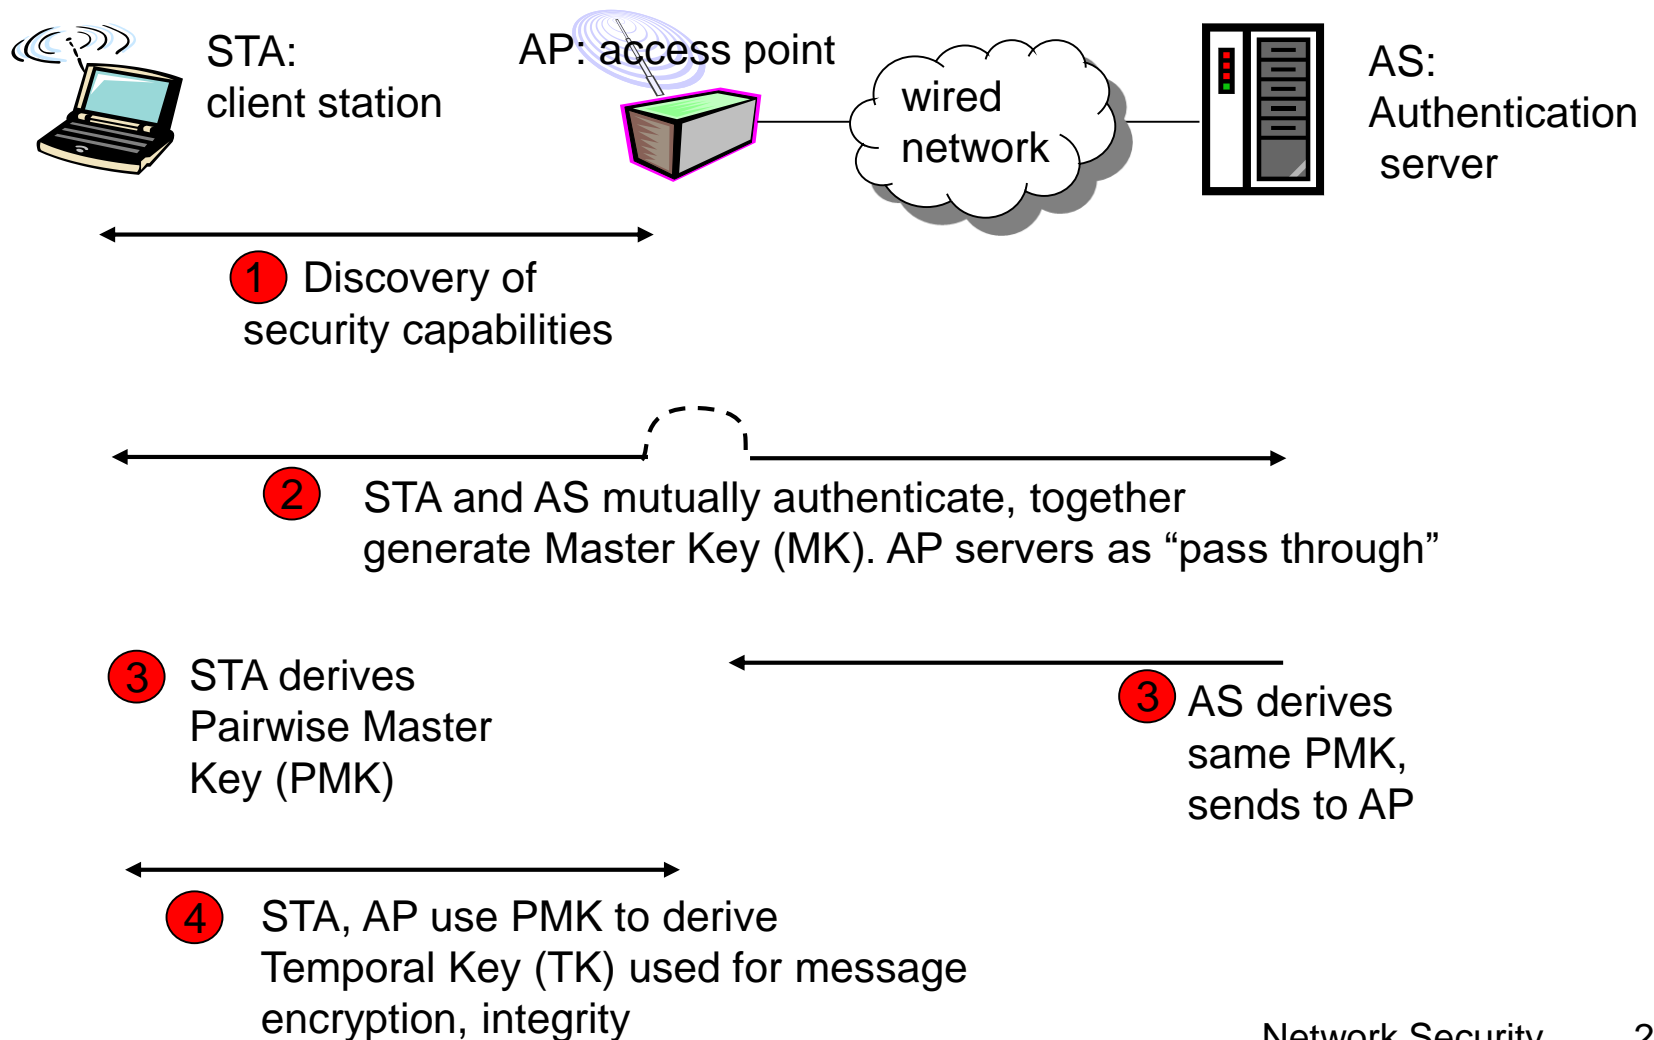 STA:
client station
AP: access point
wired
network
AS:
Authentication
server
1 Discovery of
security capabilities
2 STA and AS mutually authenticate, together
generate Master Key (MK). AP servers as “pass through”
3 STA derives
Pairwise Master
Key (PMK)
3 AS derives
same PMK,
sends to AP
4 STA, AP use PMK to derive
Temporal Key (TK) used for message
encryption, integrity
Network Security 2